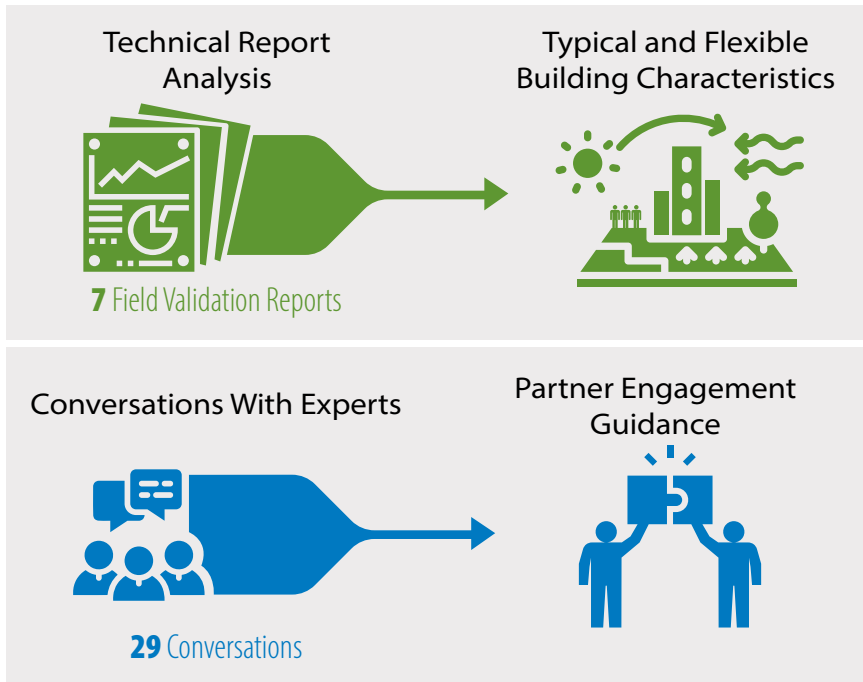 Technical Report
Analysis
Typical and Flexible
Building Characteristics
7 Field Validation Reports
Conversations With Experts
Partner Engagement
Guidance
29 Conversations